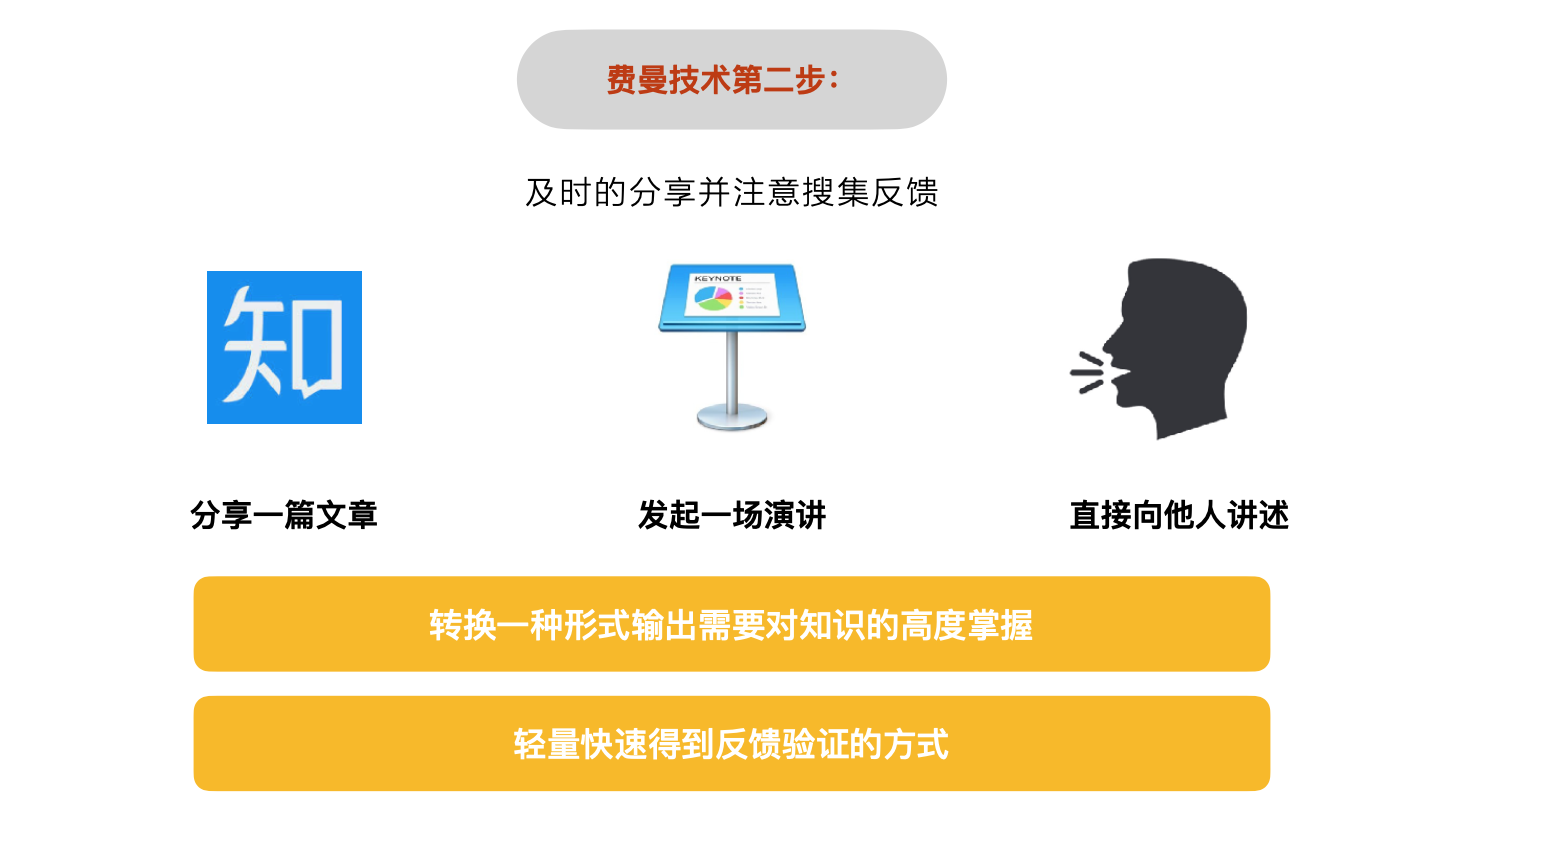 费曼技术第二步：
及时的分享并注意搜集反馈
知
KEYNOTE
分享一篇文章
发起一场演讲
直接向他人讲述
转换一种形式输出需要对知识的高度掌握
轻量快速得到反馈验证的方式